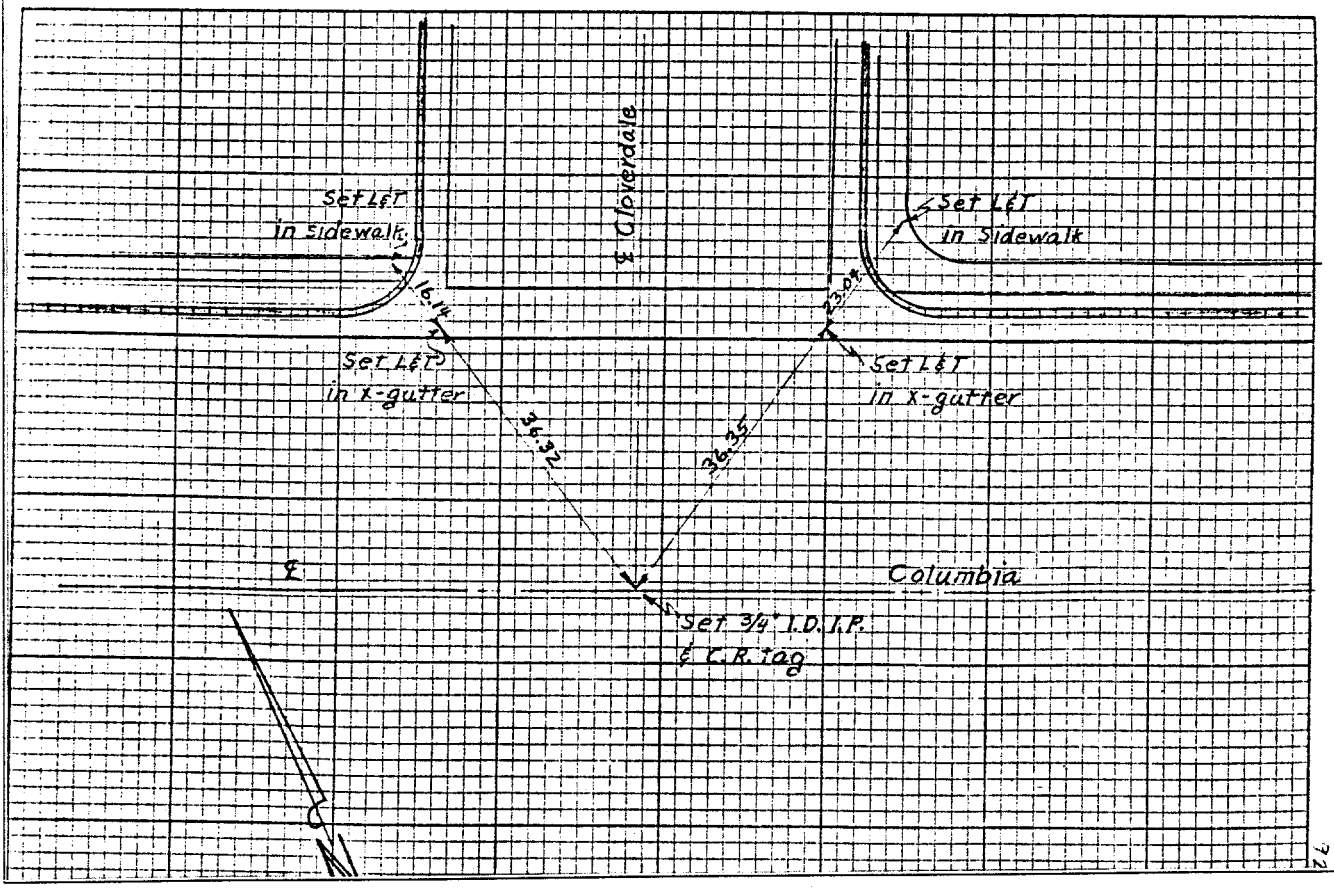 ℄ Cloverdale
Set L&T
in Sidewalk
Set L&T
in Sidewalk
16.14
23.04
Set L&T
in x-gutter
Set L&T
in x-gutter
36.32
36.35
℄
Columbia
Set 3/4" I.D.I.P.
& C.R. tag
72